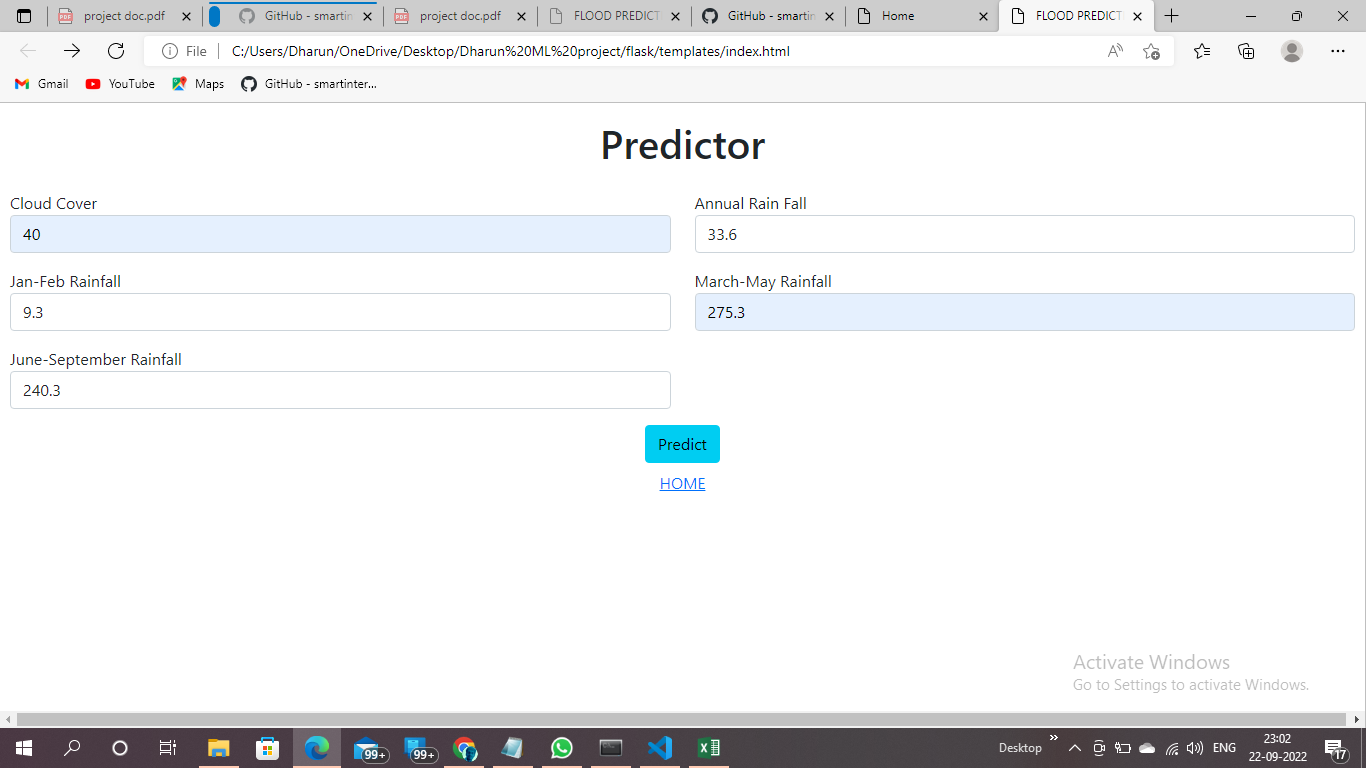 project doc.pdf
GitHub - smartin
project doc.pdf
FLOOD PREDICT
GitHub - smartin
Home
FLOOD PREDICT
File
C:/Users/Dharun/OneDrive/Desktop/Dharun%20ML%20project/flask/templates/index.html
Gmail
YouTube
Maps
GitHub - smartinter...
Predictor
Cloud Cover
Annual Rain Fall
40
33.6
Jan-Feb Rainfall
March-May Rainfall
9.3
275.3
June-September Rainfall
240.3
Predict
HOME
Activate Windows
Go to Settings to activate Windows.
99+
99+
Desktop
ENG
23:02
22-09-2022
17